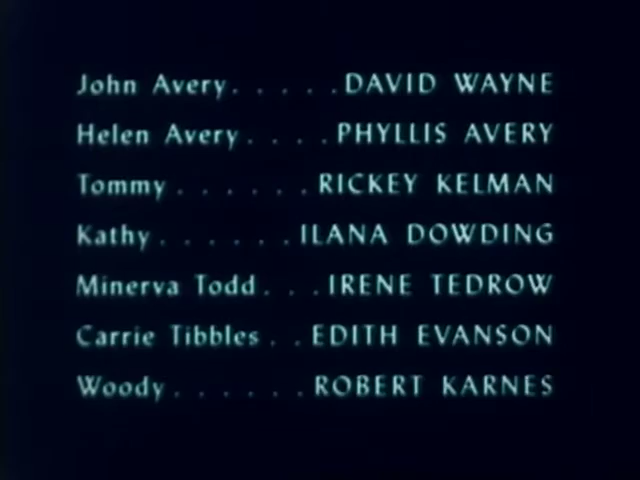 John Avery. . . . . .DAVID WAYNE
Helen Avery. . . . .PHYLLIS AVERY
Tommy . . . . . . .RICKEY KELMAN
Kathy . . . . . . .ILANA DOWDING
Minerva Todd. . . .IRENE TEDROW
Carrie Tibbles. . .EDITH EVANSON
Woody. . . . . . . ROBERT KARNES